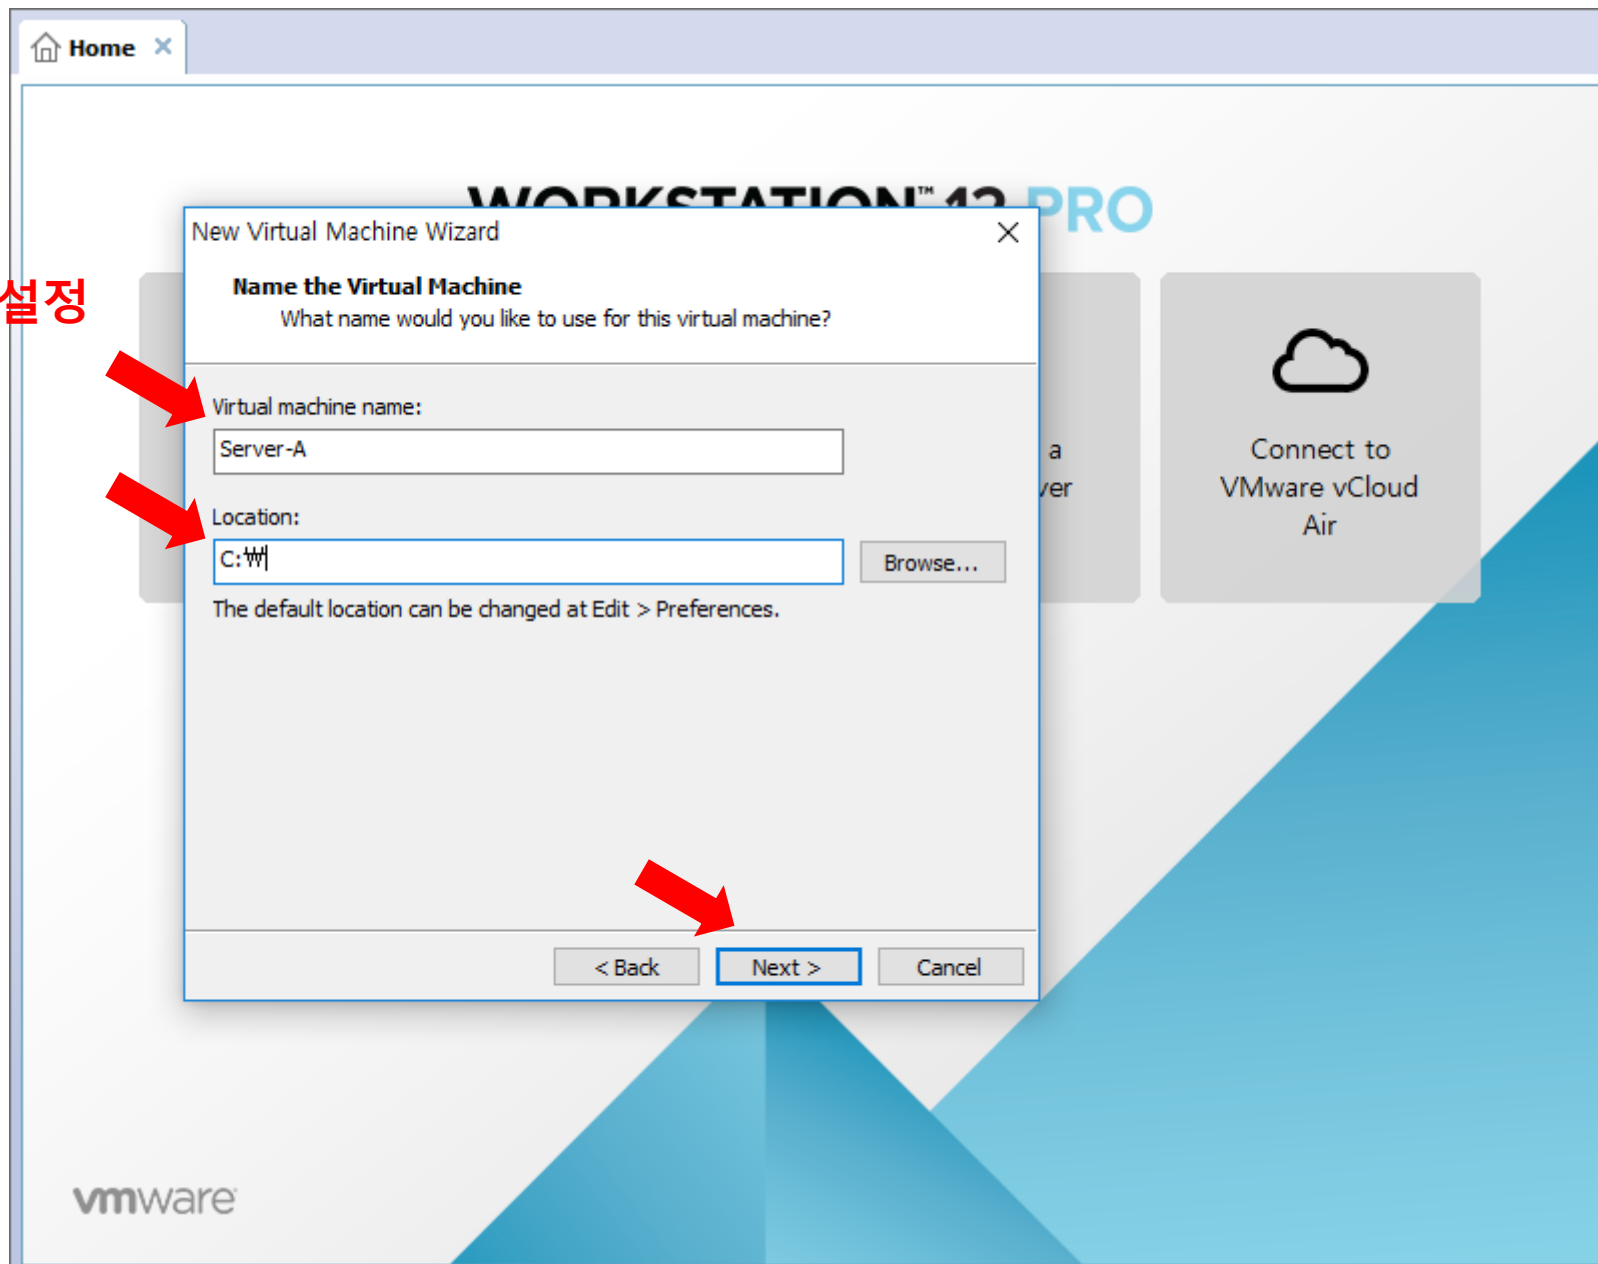 Home
WORKSTATION™ 12 PRO
New Virtual Machine Wizard
설정
Name the Virtual Machine
What name would you like to use for this virtual machine?
Virtual machine name:
Server-A
Location:
C:₩
Browse...
The default location can be changed at Edit > Preferences.
< Back
Next >
Cancel
a
ver
Connect to
VMware vCloud
Air
vmware